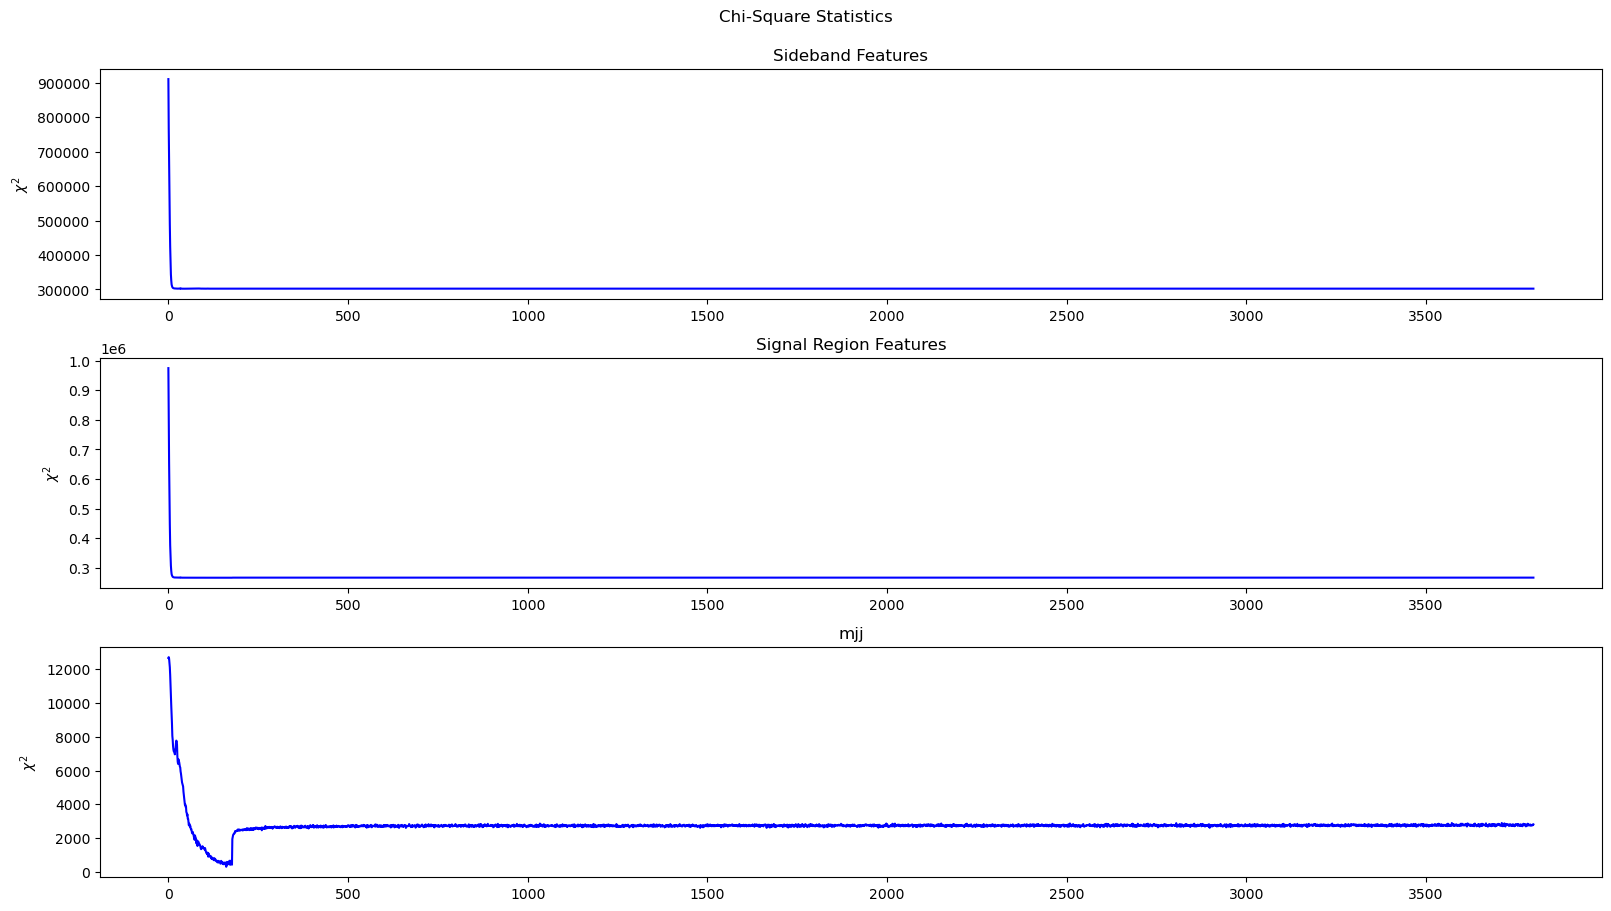 Chi-Square Statistics
Sideband Features
χ²
900000
800000
700000
600000
500000
400000
300000
0 500 1000 1500 2000 2500 3000 3500
Signal Region Features
1e6
χ²
1.0
0.9
0.8
0.7
0.6
0.5
0.4
0.3
0 500 1000 1500 2000 2500 3000 3500
mjj
χ²
12000
10000
8000
6000
4000
2000
0
0 500 1000 1500 2000 2500 3000 3500